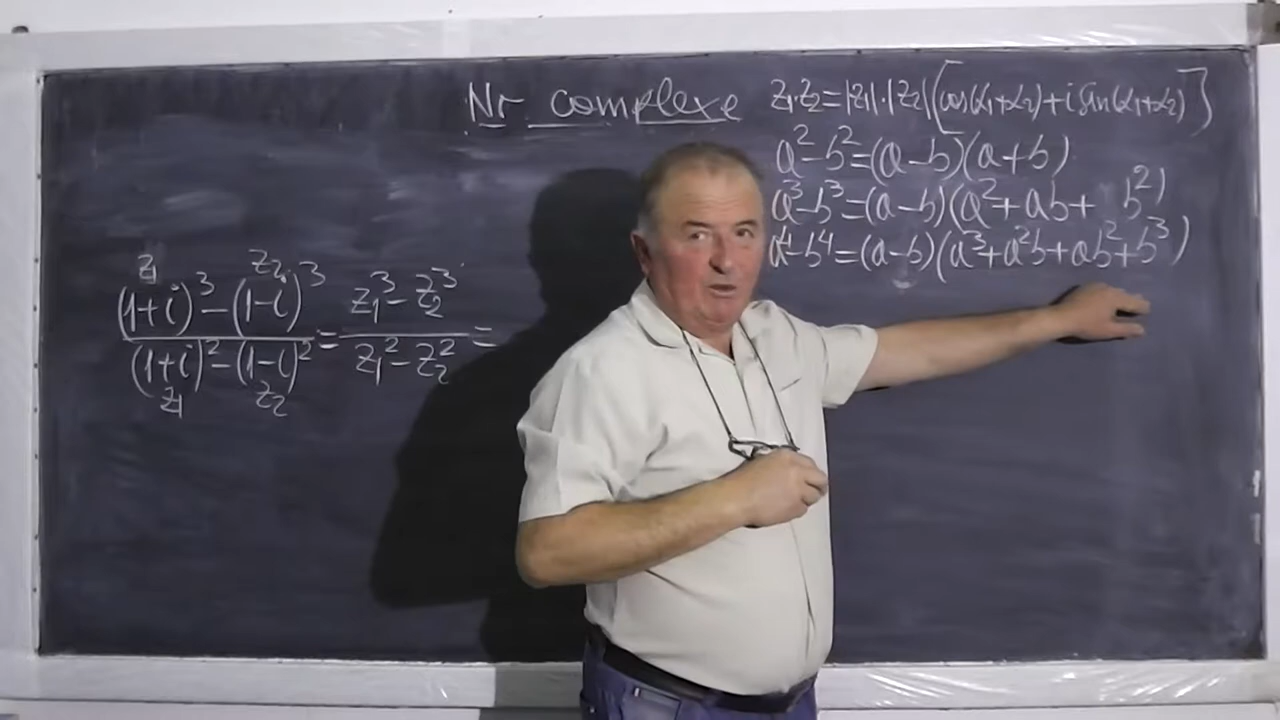 Nr complexe
z₁·z₂=|z₁|·|z₂|[cos(α₁+α₂)+i sin(α₁+α₂)]
a²-b²=(a-b)(a+b)
a³-b³=(a-b)(a²+ab+ b²)
a⁴-b⁴=(a-b)(a³+a²b+ab²+b³)
z₁ z₂
(1+i)³-(1-i)³ = z₁³-z₂³ =
(1+i)²-(1-i)² z₁²-z₂²
z₁ z₂